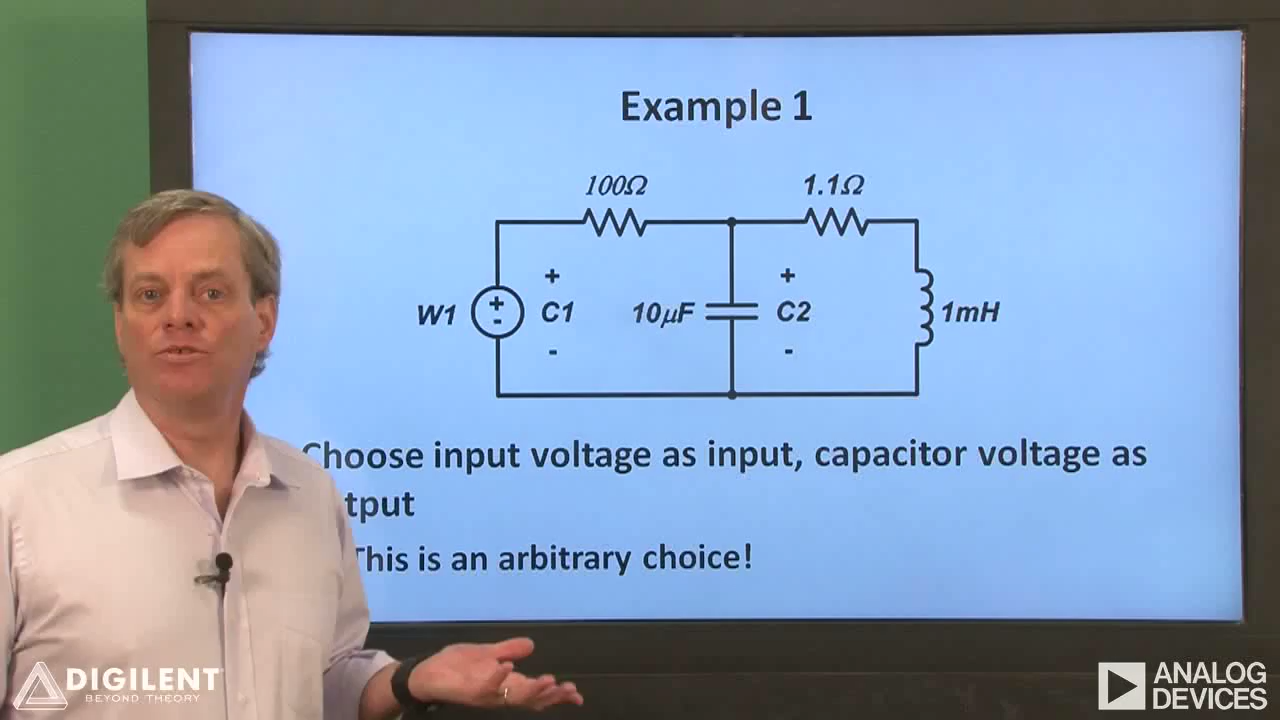 Example 1
100Ω
1.1Ω
+
+
+
-
W1
C1
10μF
C2
1mH
-
-
Choose input voltage as input, capacitor voltage as
tput
This is an arbitrary choice!
DIGILENT
BEYOND THEORY
ANALOG
DEVICES